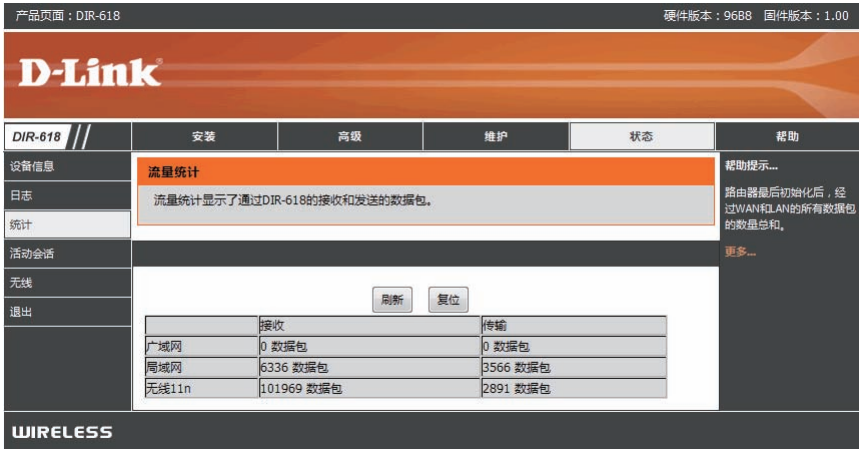 产品页面：DIR-618 硬件版本：96B8 固件版本：1.00
D-Link®
DIR-618 安装 高级 维护 状态 帮助
设备信息
日志
统计
活动会话
无线
退出
流量统计
流量统计显示了通过DIR-618的接收和发送的数据包。
刷新 复位
接收 传输
广域网 0 数据包 0 数据包
局域网 6336 数据包 3566 数据包
无线11n 101969 数据包 2891 数据包
帮助提示...
路由器最后初始化后，经
过WAN和LAN的所有数据包
的数量总和。
更多...
WIRELESS